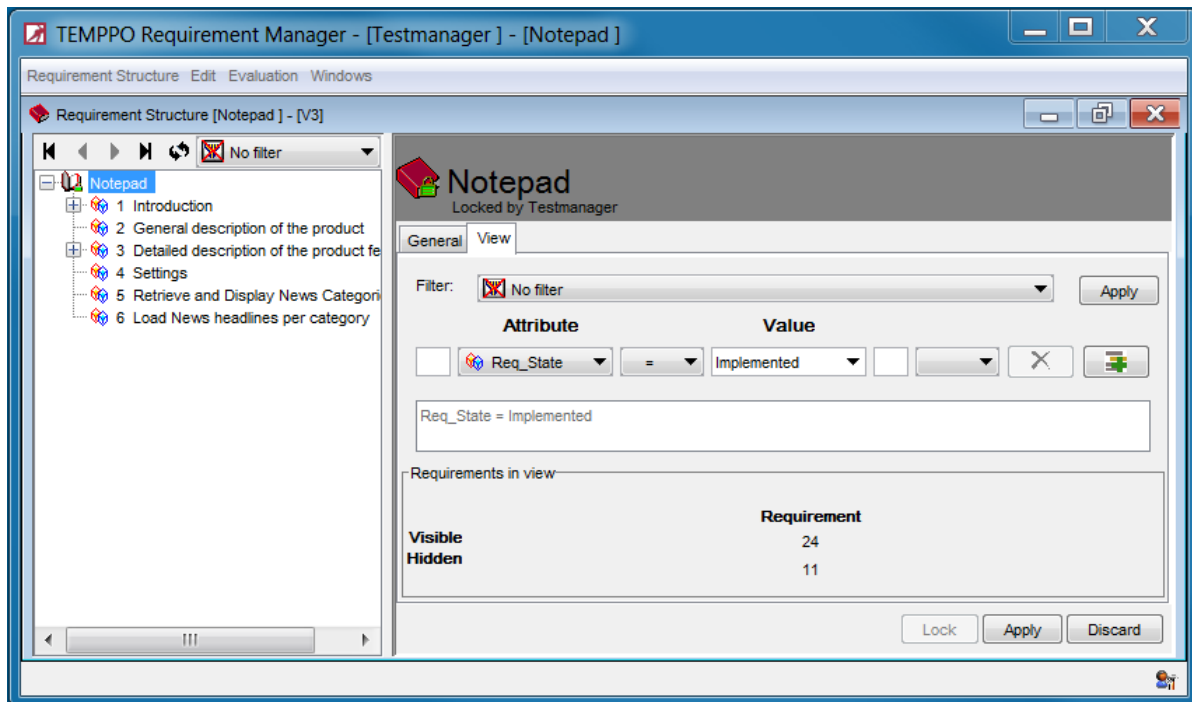 TEMPPO Requirement Manager - [Testmanager ] - [Notepad ]
Requirement Structure Edit Evaluation Windows
Requirement Structure [Notepad ] - [V3]
No filter
Notepad
1 Introduction
2 General description of the product
3 Detailed description of the product fe
4 Settings
5 Retrieve and Display News Categori
6 Load News headlines per category
Notepad
Locked by Testmanager
General View
Filter: No filter Apply
Attribute Value
Req_State = Implemented
Req_State = Implemented
Requirements in view
Requirement
Visible 24
Hidden 11
Lock Apply Discard